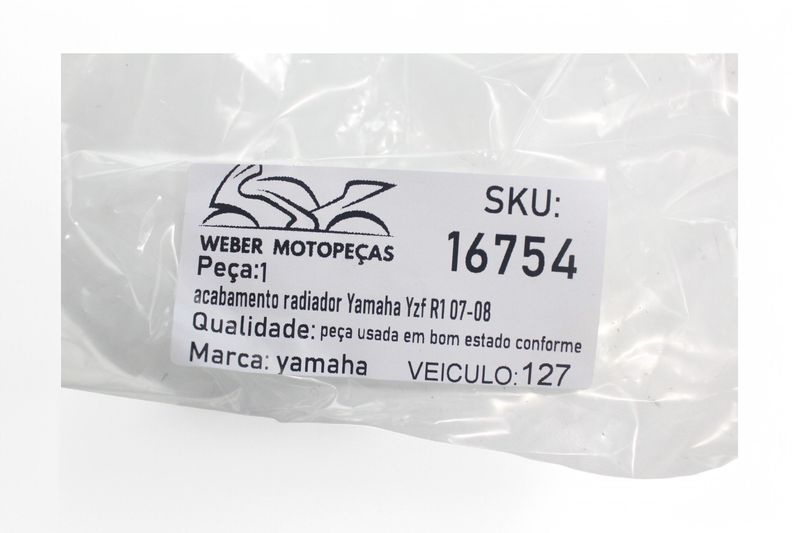 WEBER MOTOPEÇAS
SKU:
16754
Peça:1
acabamento radiador Yamaha Yzf R1 07-08
Qualidade: peça usada em bom estado conforme
Marca: yamaha
VEICULO: 127